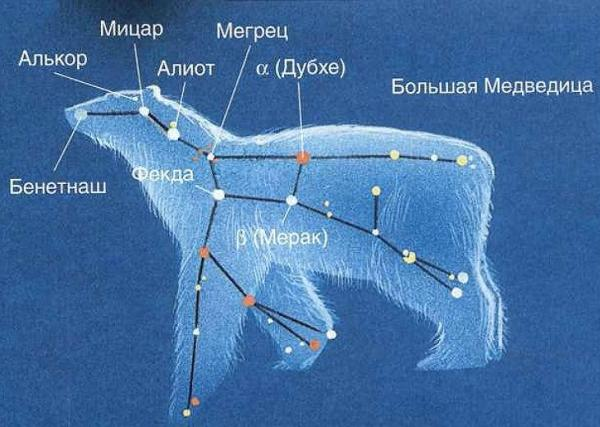 Мицар
Мегрец
Алькор
Алиот
α (Дубхе)
Большая Медведица
Бенетнаш
Фекда
β (Мерак)